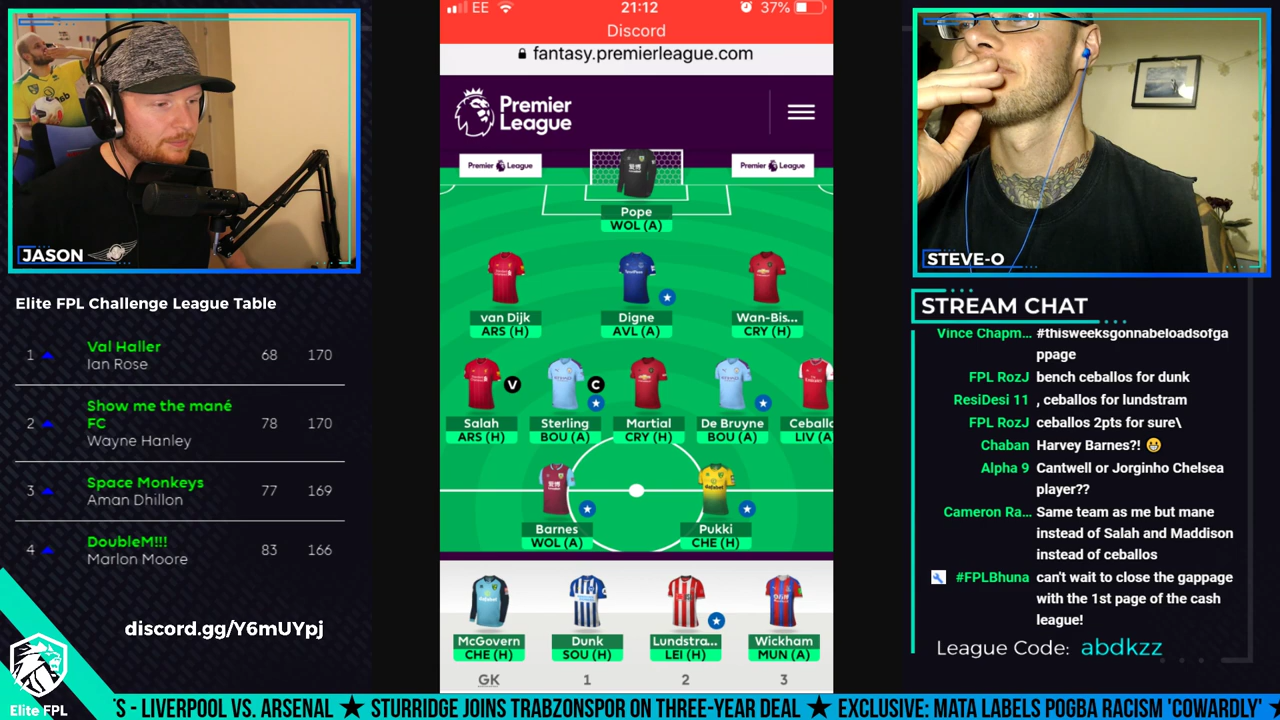 EE 21:12 37%
Discord
fantasy.premierleague.com
Premier
League
Premier League
Premier League
Pope
WOL (A)
van Dijk
ARS (H)
Digne
AVL (A)
Wan-Bis...
CRY (H)
V
C
Salah
ARS (H)
Sterling
BOU (A)
Martial
CRY (H)
De Bruyne
BOU (A)
Ceballo
LIV (A
Barnes
WOL (A)
Pukki
CHE (H)
McGovern
CHE (H)
Dunk
SOU (H)
Lundstra...
LEI (H)
Wickham
MUN (A)
GK 1 2 3
JASON
Elite FPL Challenge League Table
1 Val Haller 68 170
Ian Rose
2 Show me the mané
FC 78 170
Wayne Hanley
3 Space Monkeys 77 169
Aman Dhillon
4 DoubleM!!! 83 166
Marlon Moore
discord.gg/Y6mUYpj
Elite FPL
STEVE-O
STREAM CHAT
Vince Chapm... #thisweeksgonnabeloadsofga
ppage
FPL RozJ bench ceballos for dunk
ResiDesi 11 , ceballos for lundstram
FPL RozJ ceballos 2pts for sure\
Chaban Harvey Barnes?! 😀
Alpha 9 Cantwell or Jorginho Chelsea
player??
Cameron Ra... Same team as me but mane
instead of Salah and Maddison
instead of ceballos
#FPLBhuna can't wait to close the gappage
with the 1st page of the cash
league!
League Code: abdkzz
'S - LIVERPOOL VS. ARSENAL ★ STURRIDGE JOINS TRABZONSPOR ON THREE-YEAR DEAL ★ EXCLUSIVE: MATA LABELS POGBA RACISM 'COWARDLY' ★